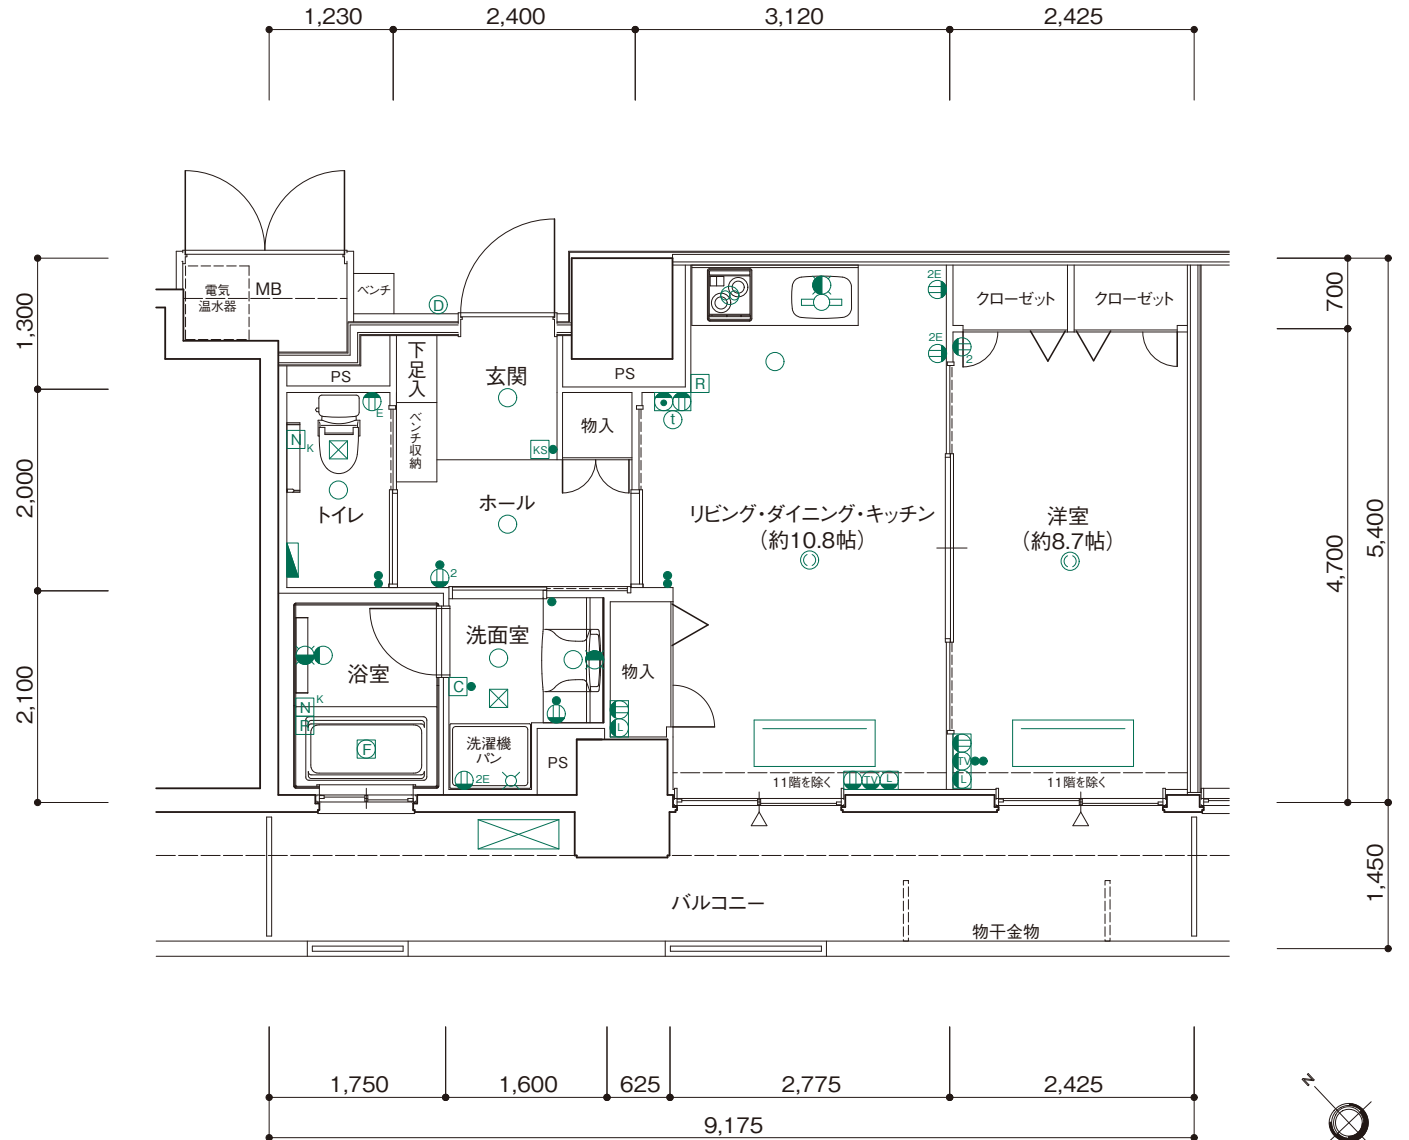 1,230
2,400
3,120
2,425
1,300
2,000
2,100
700
4,700
5,400
1,450
電気
温水器
MB
ベンチ
D
PS
下足入
玄関
PS
R
2E
クローゼット
クローゼット
2E
2
E
ベンチ収納
物入
t
N
K
KS
トイレ
ホール
リビング・ダイニング・キッチン
（約10.8帖）
洋室
（約8.7帖）
2
洗面室
浴室
物入
C
N
K
R
L
F
洗濯機
パン
2E
PS
TV
L
11階を除く
TV
L
11階を除く
バルコニー
物干金物
1,750
1,600
625
2,775
2,425
9,175
N